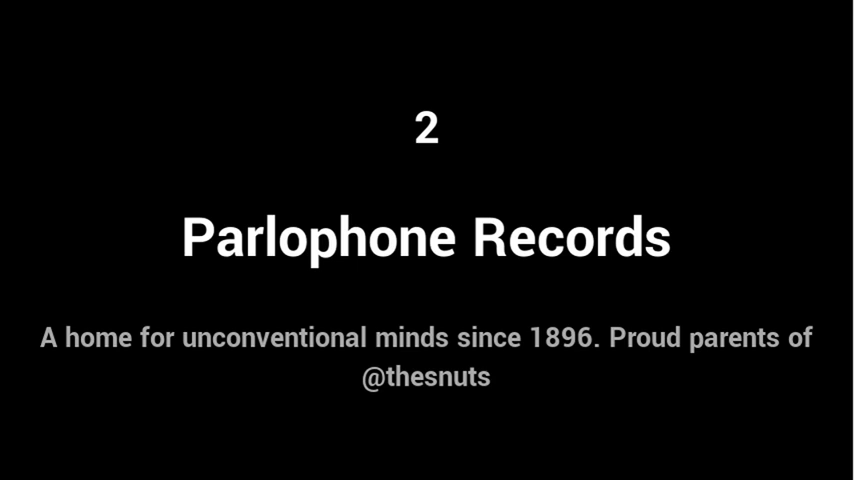 2
Parlophone Records
A home for unconventional minds since 1896. Proud parents of
@thesnuts